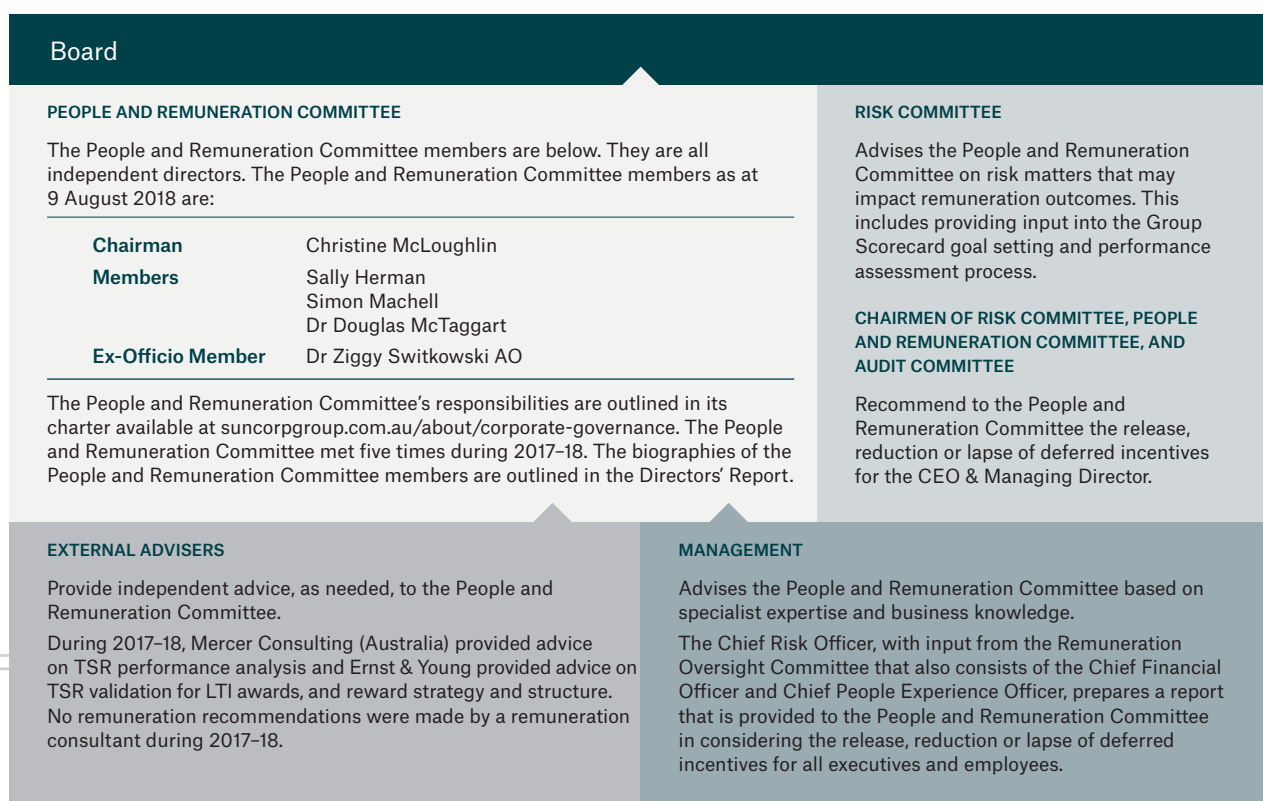 Board
PEOPLE AND REMUNERATION COMMITTEE
The People and Remuneration Committee members are below. They are all
independent directors. The People and Remuneration Committee members as at
9 August 2018 are:
Chairman Christine McLoughlin
Members Sally Herman
Simon Machell
Dr Douglas McTaggart
Ex-Officio Member Dr Ziggy Switkowski AO
The People and Remuneration Committee’s responsibilities are outlined in its
charter available at suncorpgroup.com.au/about/corporate-governance. The People
and Remuneration Committee met five times during 2017–18. The biographies of the
People and Remuneration Committee members are outlined in the Directors’ Report.
RISK COMMITTEE
Advises the People and Remuneration
Committee on risk matters that may
impact remuneration outcomes. This
includes providing input into the Group
Scorecard goal setting and performance
assessment process.
CHAIRMEN OF RISK COMMITTEE, PEOPLE
AND REMUNERATION COMMITTEE, AND
AUDIT COMMITTEE
Recommend to the People and
Remuneration Committee the release,
reduction or lapse of deferred incentives
for the CEO & Managing Director.
EXTERNAL ADVISERS
Provide independent advice, as needed, to the People and
Remuneration Committee.
During 2017–18, Mercer Consulting (Australia) provided advice
on TSR performance analysis and Ernst & Young provided advice on
TSR validation for LTI awards, and reward strategy and structure.
No remuneration recommendations were made by a remuneration
consultant during 2017–18.
MANAGEMENT
Advises the People and Remuneration Committee based on
specialist expertise and business knowledge.
The Chief Risk Officer, with input from the Remuneration
Oversight Committee that also consists of the Chief Financial
Officer and Chief People Experience Officer, prepares a report
that is provided to the People and Remuneration Committee
in considering the release, reduction or lapse of deferred
incentives for all executives and employees.